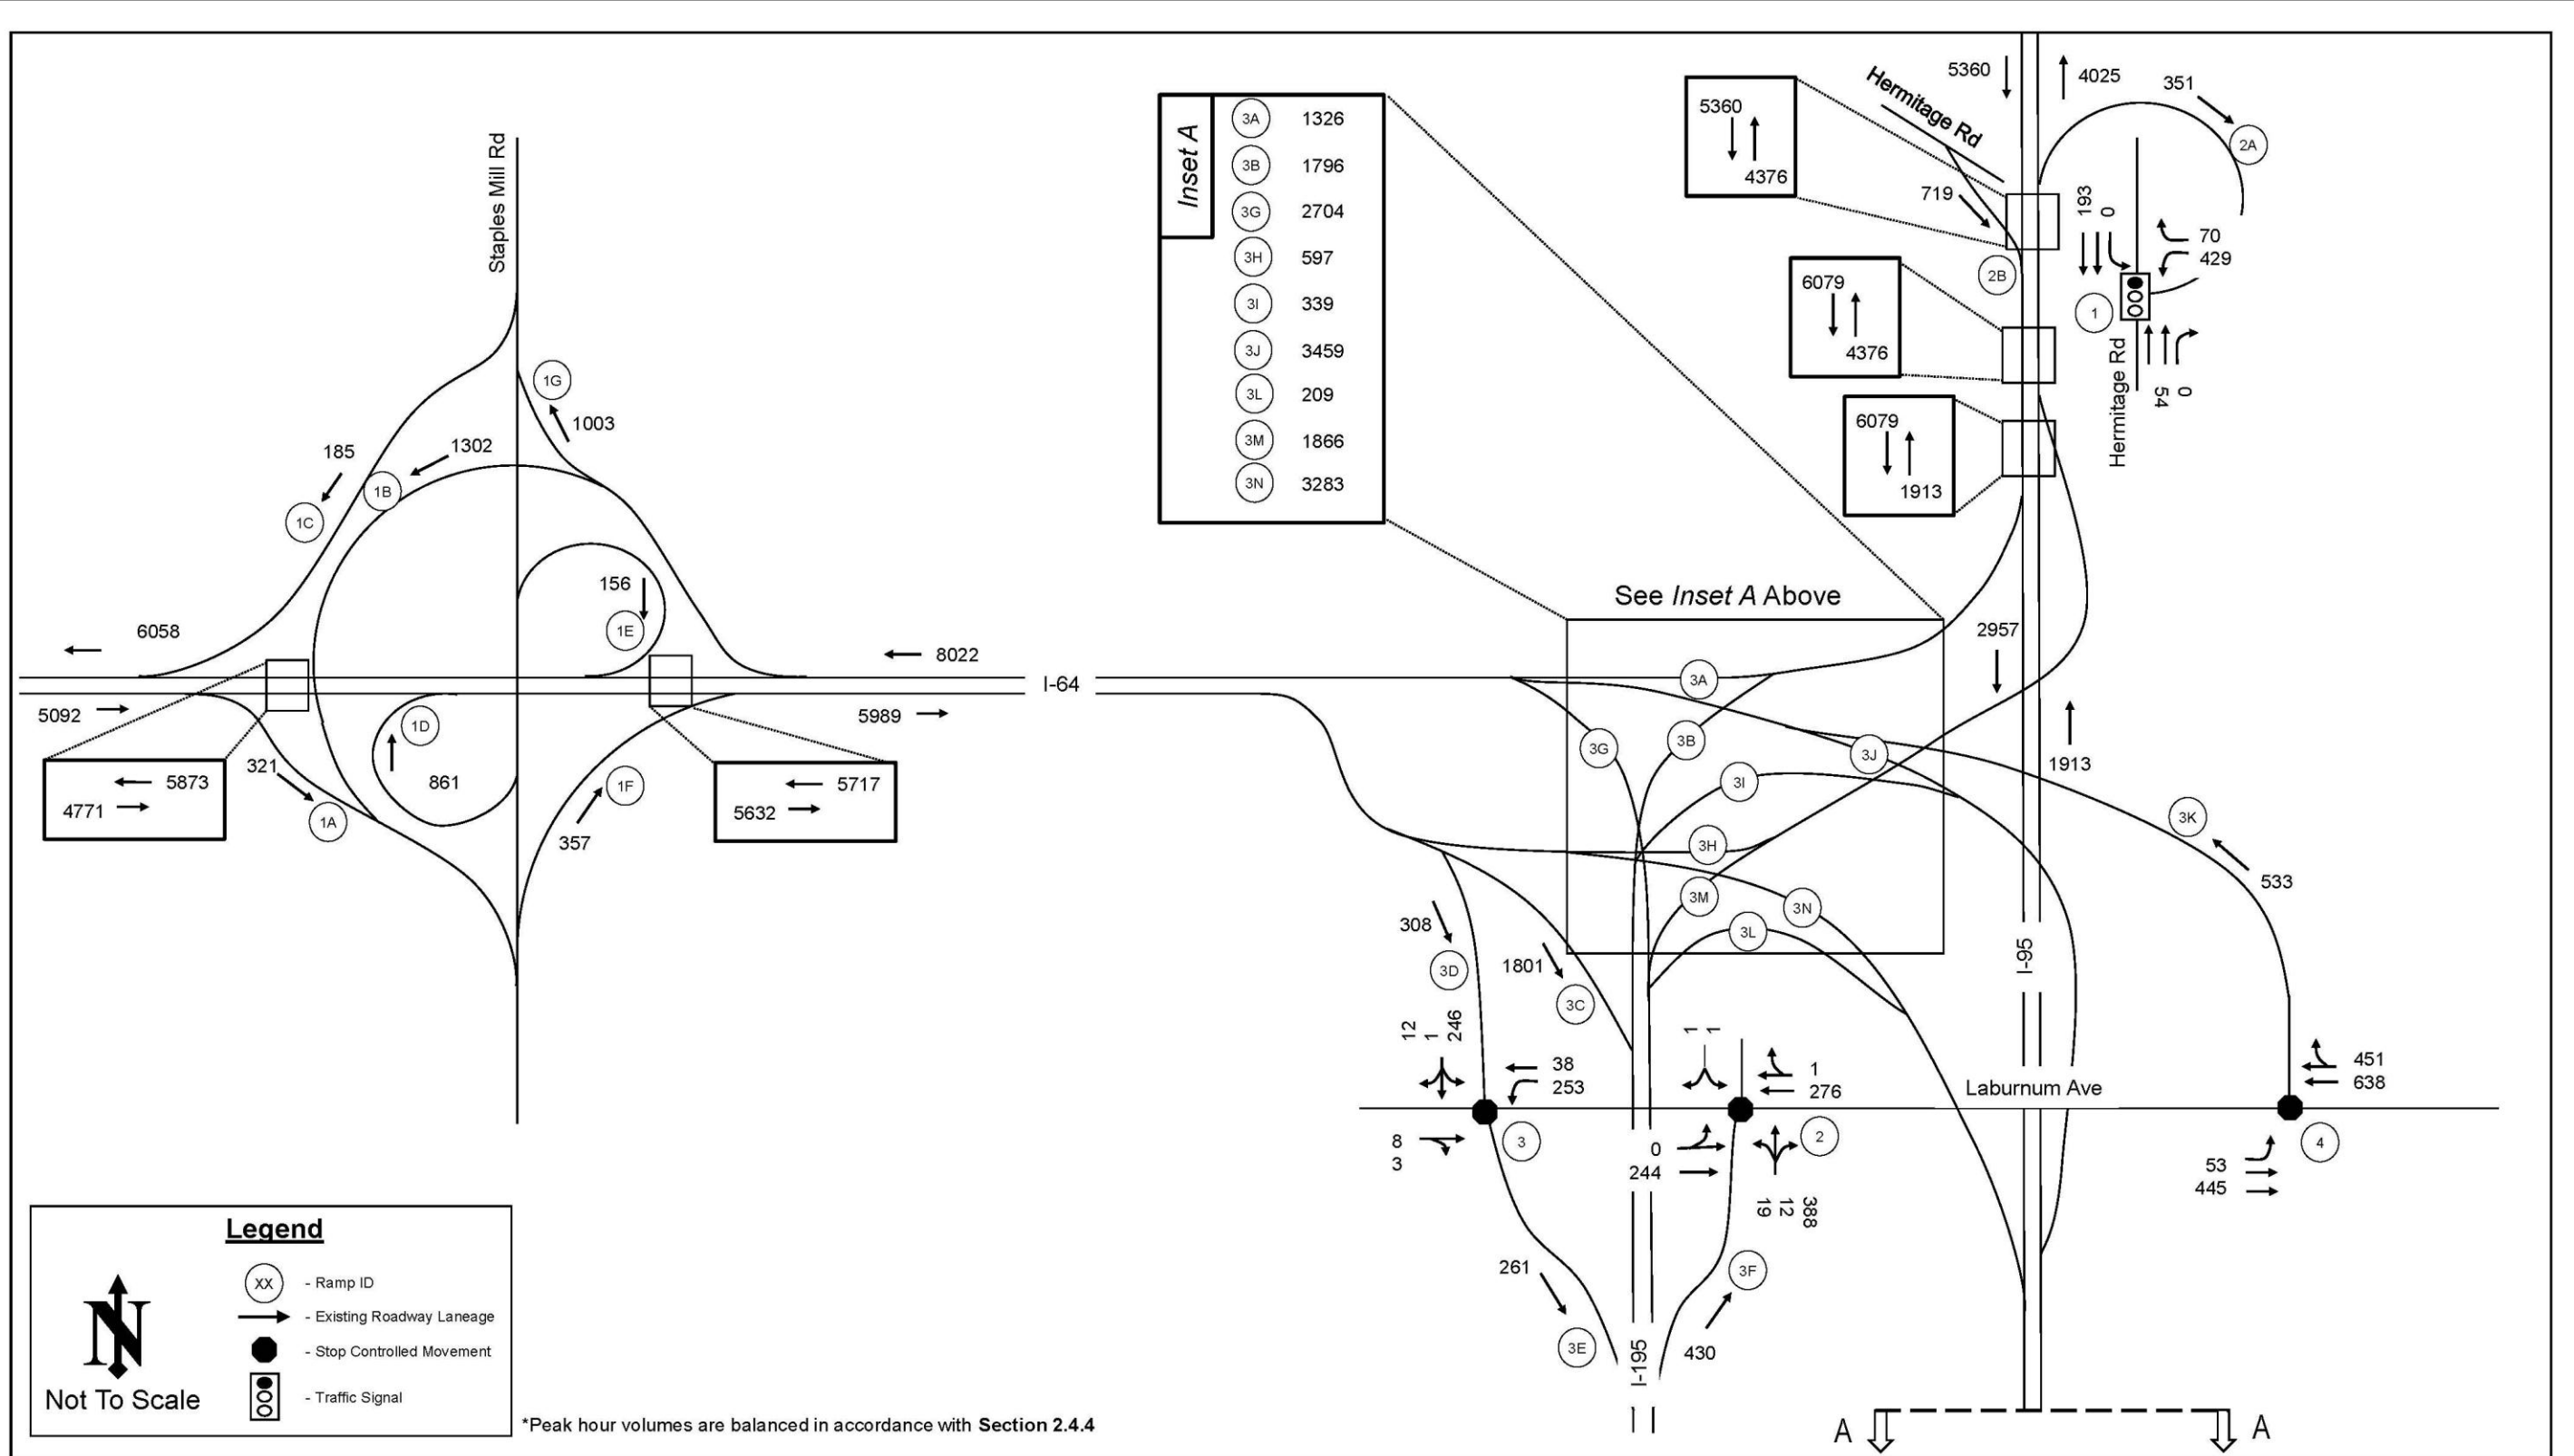 Staples Mill Rd
1G
1003
1302
185
1B
1C
156
1E
6058
8022
I-64
5092
5989
1D
861
321
1A
1F
357
5873
4771
5717
5632
Inset A
3A 1326
3B 1796
3G 2704
3H 597
3I 339
3J 3459
3L 209
3M 1866
3N 3283
Hermitage Rd
5360
4025
351
2A
5360
4376
719
2B
6079
4376
6079
1913
193
0
70
429
1
Hermitage Rd
54
0
See Inset A Above
2957
1913
3A
3G
3B
3J
3I
3H
3M
3N
3L
3K
533
I-95
308
3D
1801
3C
12
1
246
38
253
8
3
3
1
1
1
276
0
244
2
19
12
388
Laburnum Ave
451
638
53
445
4
261
3E
3F
430
I-195
A
A
Legend
XX - Ramp ID
- Existing Roadway Laneage
- Stop Controlled Movement
- Traffic Signal
N
Not To Scale
*Peak hour volumes are balanced in accordance with Section 2.4.4